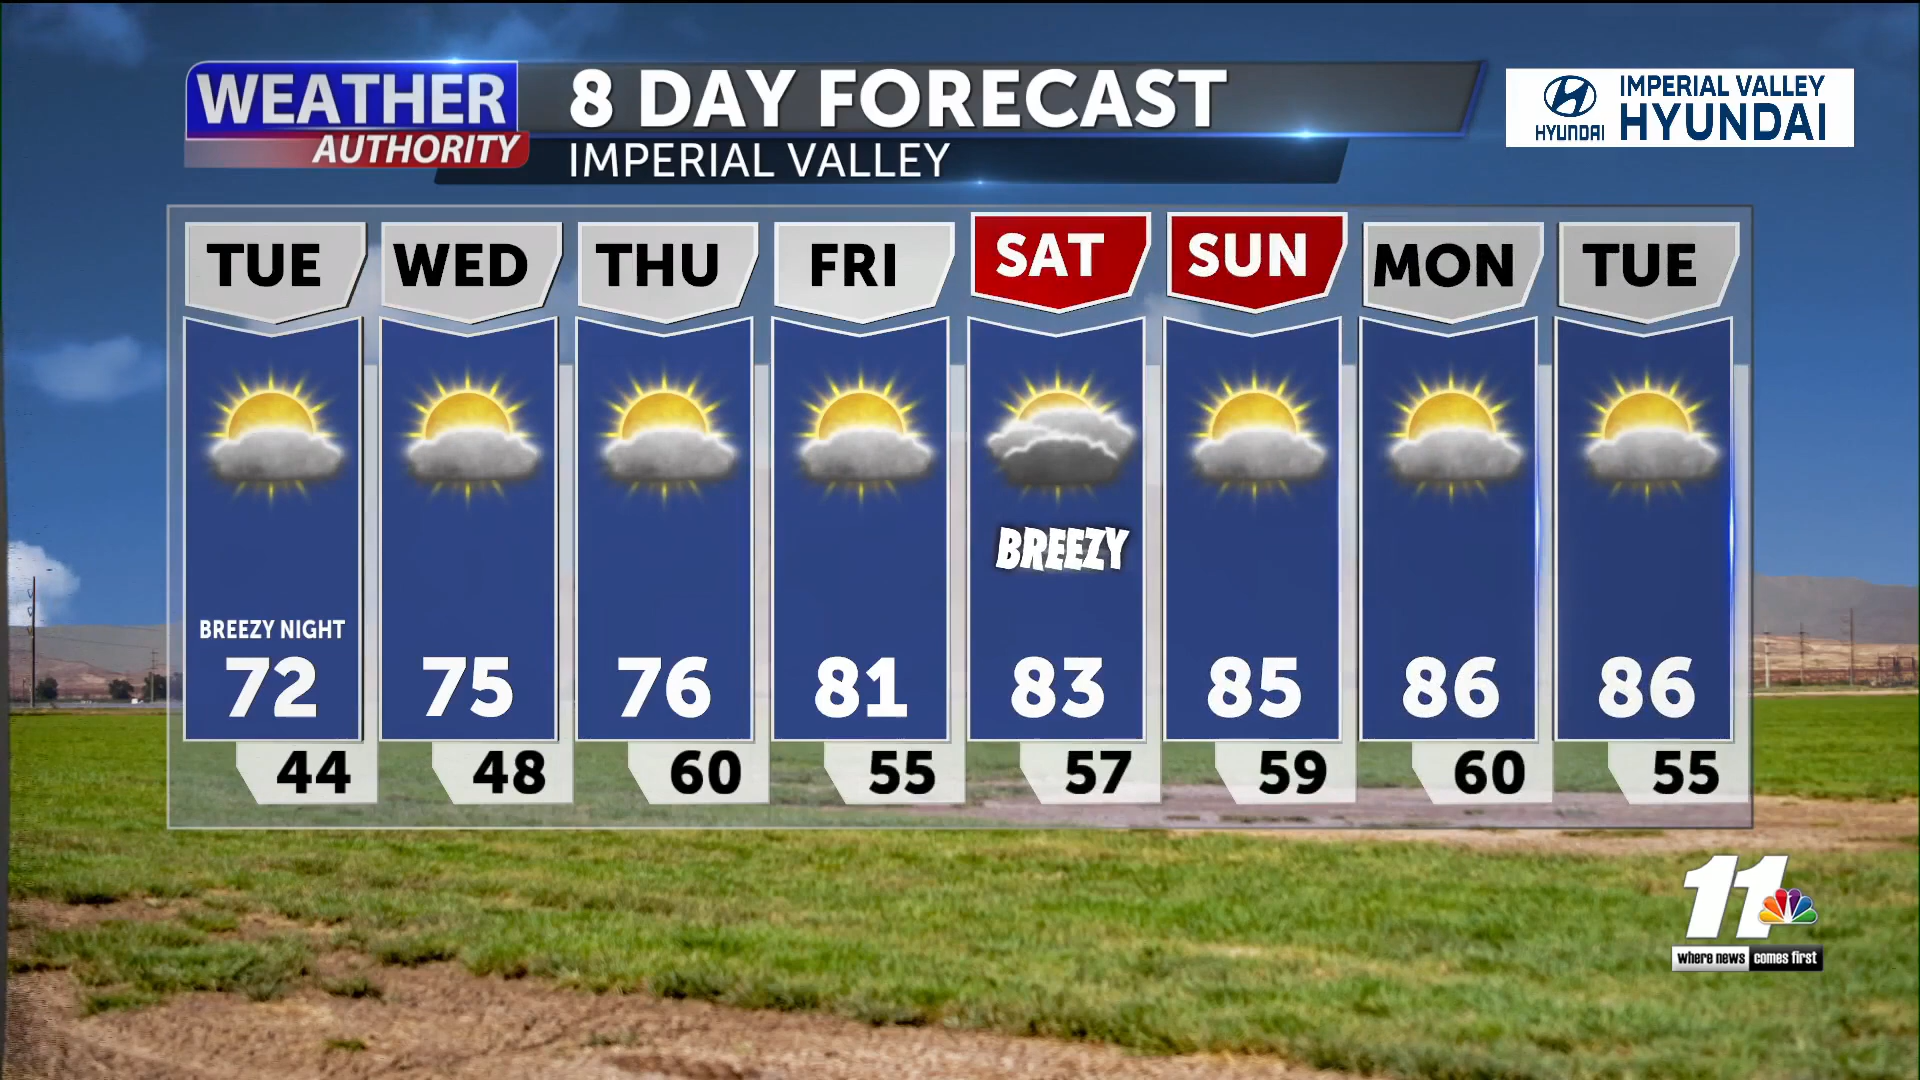 WEATHER
AUTHORITY
8 DAY FORECAST
IMPERIAL VALLEY
HYUNDAI
IMPERIAL VALLEY
HYUNDAI
TUE WED THU FRI SAT SUN MON TUE
BREEZY
BREEZY NIGHT
72 75 76 81 83 85 86 86
44 48 60 55 57 59 60 55
11
where news comes first